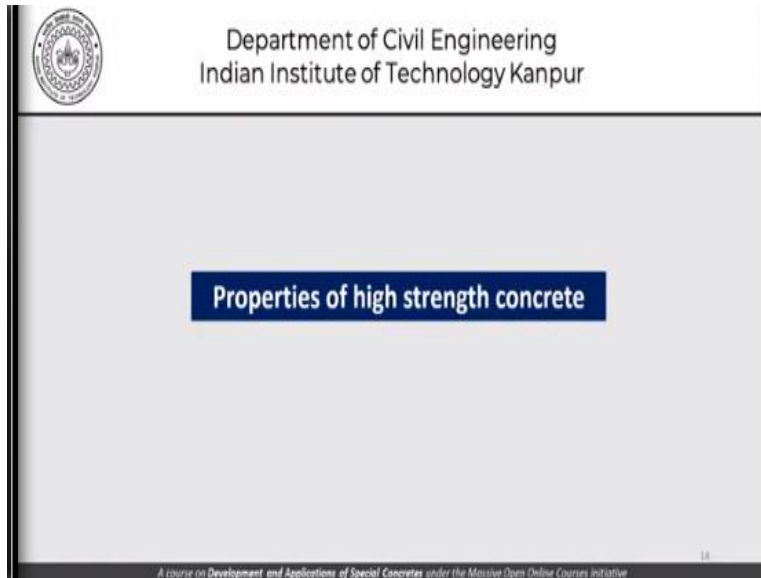 Department of Civil Engineering
Indian Institute of Technology Kanpur
Properties of high strength concrete
14
A course on Development and Applications of Special Concretes under the Massive Open Online Courses initiative